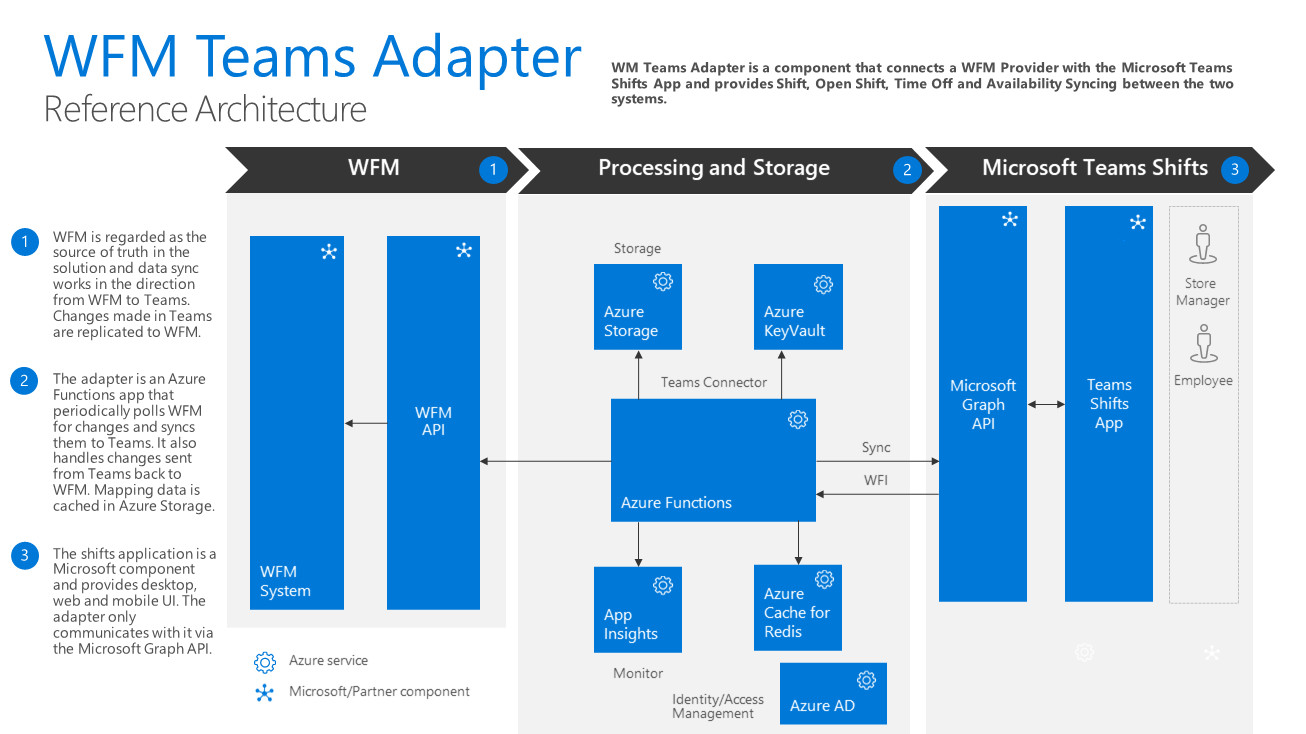 WFM Teams Adapter
Reference Architecture
WM Teams Adapter is a component that connects a WFM Provider with the Microsoft Teams
Shifts App and provides Shift, Open Shift, Time Off and Availability Syncing between the two
systems.
WFM
1
Processing and Storage
2
Microsoft Teams Shifts
3
1
WFM is regarded as the
source of truth in the
solution and data sync
works in the direction
from WFM to Teams.
Changes made in Teams
are replicated to WFM.
2
The adapter is an Azure
Functions app that
periodically polls WFM
for changes and syncs
them to Teams. It also
handles changes sent
from Teams back to
WFM. Mapping data is
cached in Azure Storage.
3
The shifts application is a
Microsoft component
and provides desktop,
web and mobile UI. The
adapter only
communicates with it via
the Microsoft Graph API.
WFM
System
WFM
API
Azure service
Microsoft/Partner component
Storage
Azure
Storage
Azure
KeyVault
Teams Connector
Azure Functions
Sync
WFI
App
Insights
Monitor
Azure
Cache for
Redis
Identity/Access
Management
Azure AD
Microsoft
Graph
API
Teams
Shifts
App
Store
Manager
Employee